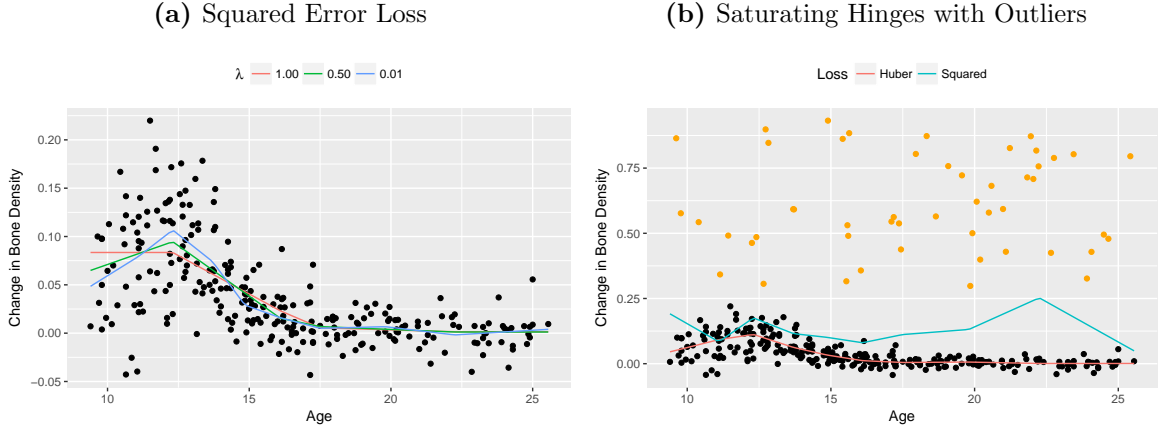 (a) Squared Error Loss
λ 1.00 0.50 0.01
0.20
0.15
0.10
0.05
0.00
−0.05
Change in Bone Density
10 15 20 25
Age
(b) Saturating Hinges with Outliers
Loss Huber Squared
0.75
0.50
0.25
0.00
Change in Bone Density
10 15 20 25
Age